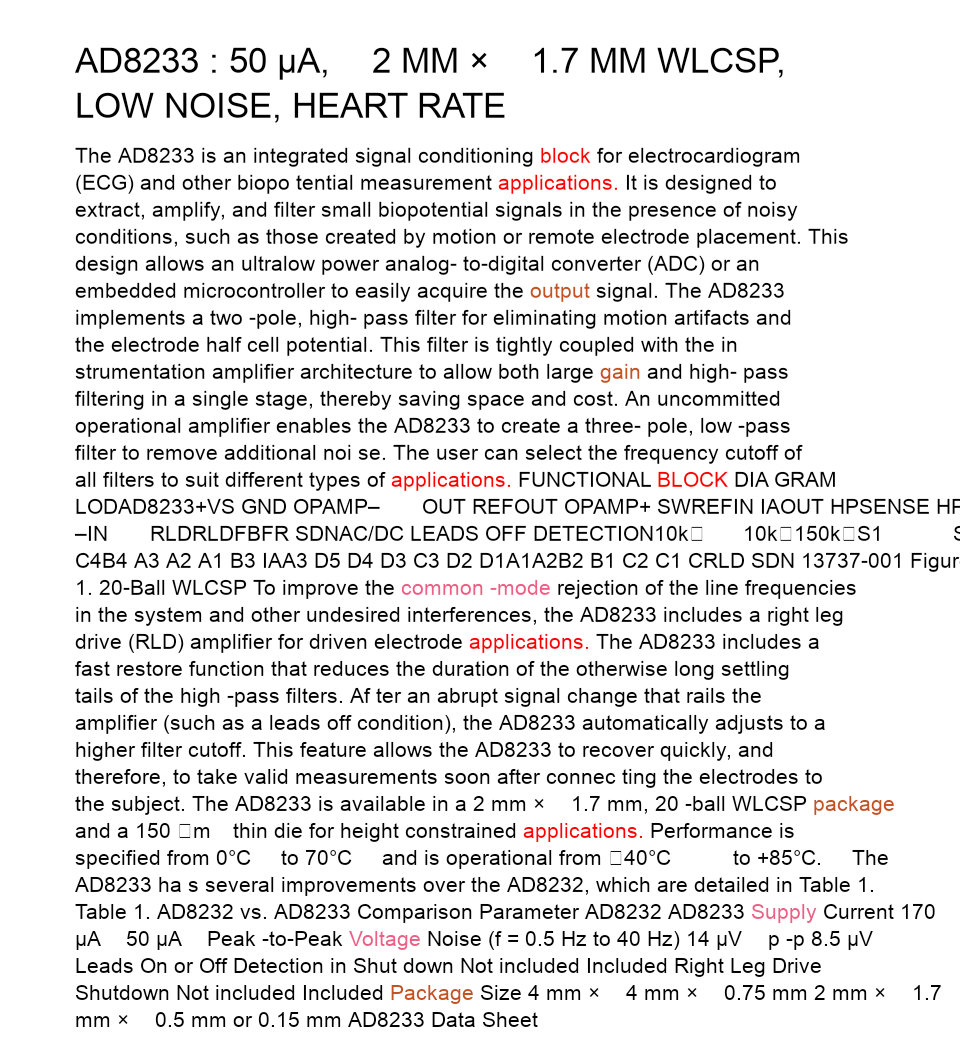 AD8233 : 50 µA, 2 MM × 1.7 MM WLCSP,
LOW NOISE, HEART RATE
The AD8233 is an integrated signal conditioning block for electrocardiogram
(ECG) and other biopo tential measurement applications. It is designed to
extract, amplify, and filter small biopotential signals in the presence of noisy
conditions, such as those created by motion or remote electrode placement. This
design allows an ultralow power analog- to-digital converter (ADC) or an
embedded microcontroller to easily acquire the output signal. The AD8233
implements a two -pole, high- pass filter for eliminating motion artifacts and
the electrode half cell potential. This filter is tightly coupled with the in
strumentation amplifier architecture to allow both large gain and high- pass
filtering in a single stage, thereby saving space and cost. An uncommitted
operational amplifier enables the AD8233 to create a three- pole, low -pass
filter to remove additional noi se. The user can select the frequency cutoff of
all filters to suit different types of applications. FUNCTIONAL BLOCK DIA GRAM
LODAD8233+VS GND OPAMP– OUT REFOUT OPAMP+ SWREFIN IAOUT HPSENSE HP
–IN RLDRLDFBFR SDNAC/DC LEADS OFF DETECTION10k□ 10k□150k□S1 S
C4B4 A3 A2 A1 B3 IAA3 D5 D4 D3 C3 D2 D1A1A2B2 B1 C2 C1 CRLD SDN 13737-001 Figure
1. 20-Ball WLCSP To improve the common -mode rejection of the line frequencies
in the system and other undesired interferences, the AD8233 includes a right leg
drive (RLD) amplifier for driven electrode applications. The AD8233 includes a
fast restore function that reduces the duration of the otherwise long settling
tails of the high -pass filters. Af ter an abrupt signal change that rails the
amplifier (such as a leads off condition), the AD8233 automatically adjusts to a
higher filter cutoff. This feature allows the AD8233 to recover quickly, and
therefore, to take valid measurements soon after connec ting the electrodes to
the subject. The AD8233 is available in a 2 mm × 1.7 mm, 20 -ball WLCSP package
and a 150 □m thin die for height constrained applications. Performance is
specified from 0°C to 70°C and is operational from □40°C to +85°C. The
AD8233 ha s several improvements over the AD8232, which are detailed in Table 1.
Table 1. AD8232 vs. AD8233 Comparison Parameter AD8232 AD8233 Supply Current 170
µA 50 µA Peak -to-Peak Voltage Noise (f = 0.5 Hz to 40 Hz) 14 µV p -p 8.5 µV
Leads On or Off Detection in Shut down Not included Included Right Leg Drive
Shutdown Not included Included Package Size 4 mm × 4 mm × 0.75 mm 2 mm × 1.7
mm × 0.5 mm or 0.15 mm AD8233 Data Sheet